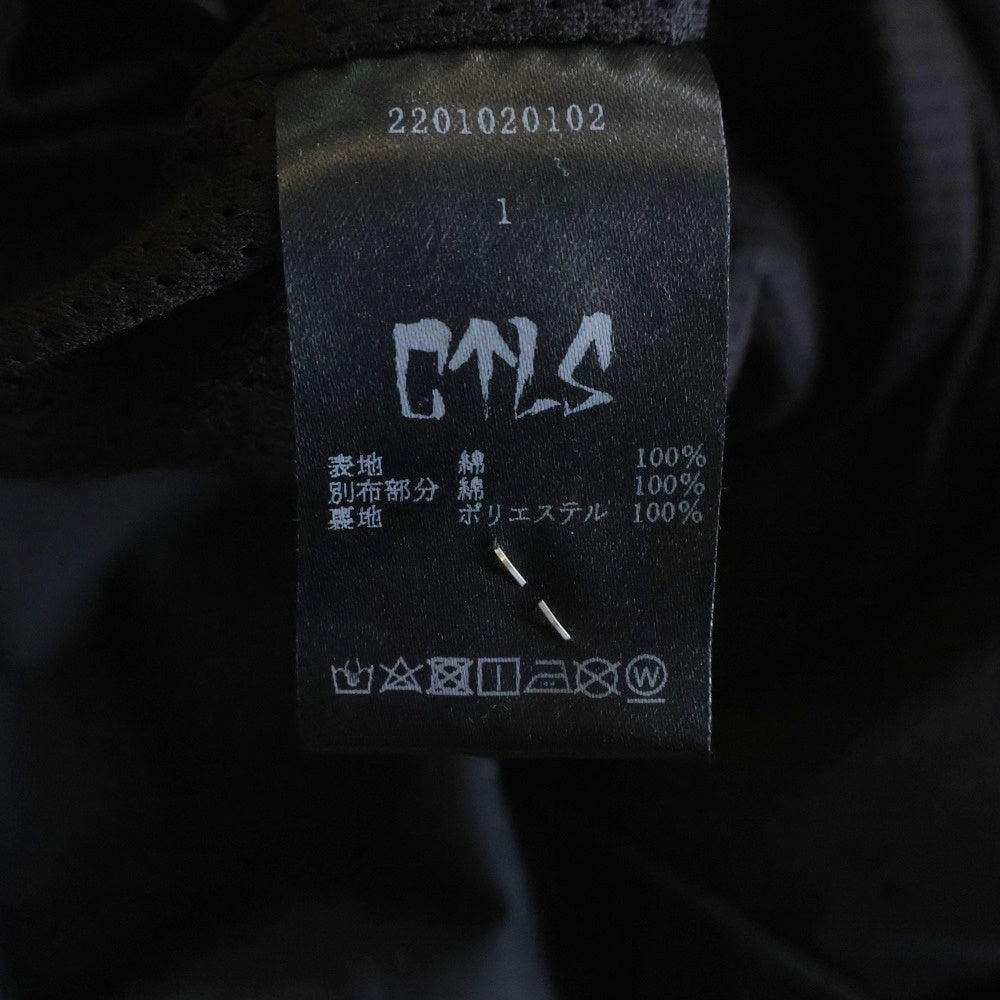 2201020102
1
CTLS
表地 綿 100%
別布部分 綿 100%
裏地 ポリエステル 100%
W